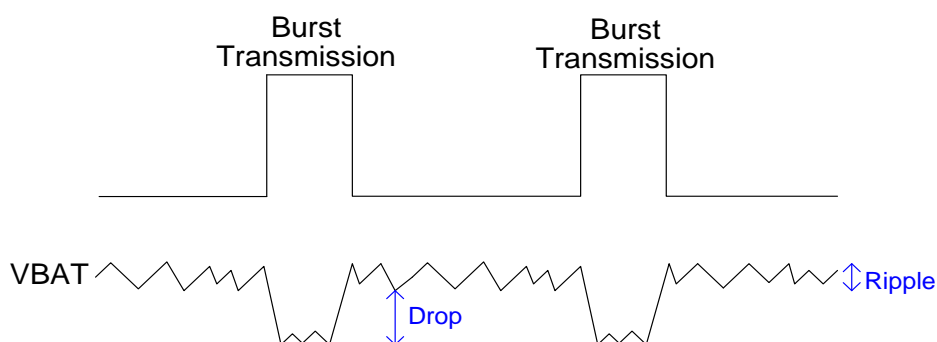 Burst
Transmission
Burst
Transmission
VBAT
Ripple
Drop